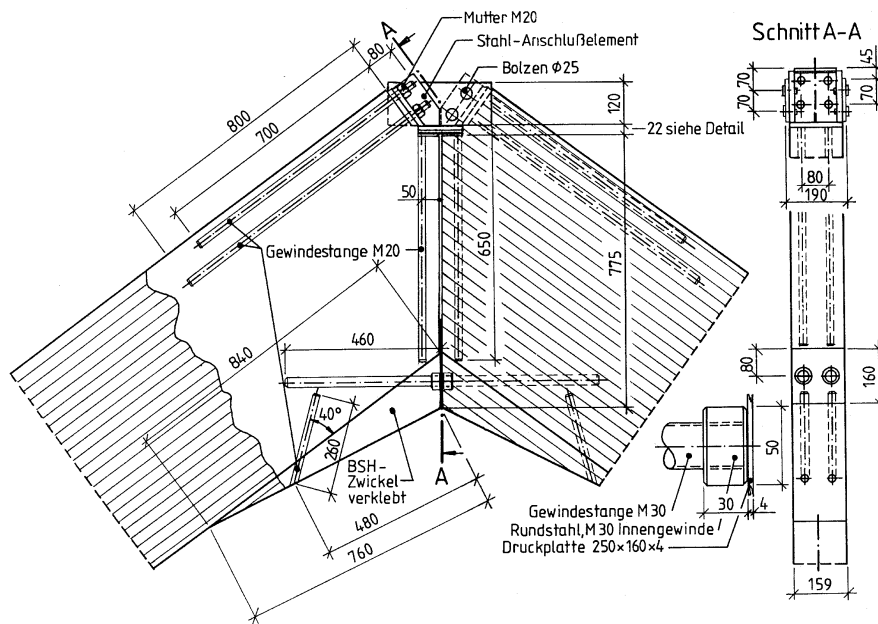 Mutter M20
Stahl-Anschlußelement
Bolzen Φ25
Schnitt A-A
A
80
800
700
120
22 siehe Detail
45
70
70
70
80
190
50
Gewindestange M20
650
775
840
460
40°
260
BSH-
Zwickel
verklebt
A
480
760
80
160
50
30
4
Gewindestange M30
Rundstahl, M30 Innengewinde
Druckplatte 250×160×4
159